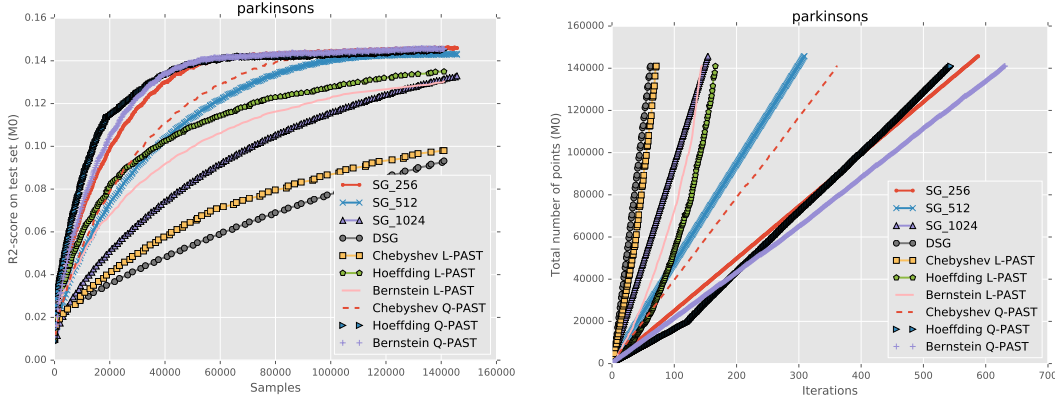 parkinsons
R2-score on test set (M0)
0.16
0.14
0.12
0.10
0.08
0.06
0.04
0.02
0.00
0
20000
40000
60000
80000
100000
120000
140000
160000
Samples
SG_256
SG_512
SG_1024
DSG
Chebyshev L-PAST
Hoeffding L-PAST
Bernstein L-PAST
Chebyshev Q-PAST
Hoeffding Q-PAST
Bernstein Q-PAST
parkinsons
Total number of points (M0)
160000
140000
120000
100000
80000
60000
40000
20000
0
0
100
200
300
400
500
600
700
Iterations
SG_256
SG_512
SG_1024
DSG
Chebyshev L-PAST
Hoeffding L-PAST
Bernstein L-PAST
Chebyshev Q-PAST
Hoeffding Q-PAST
Bernstein Q-PAST